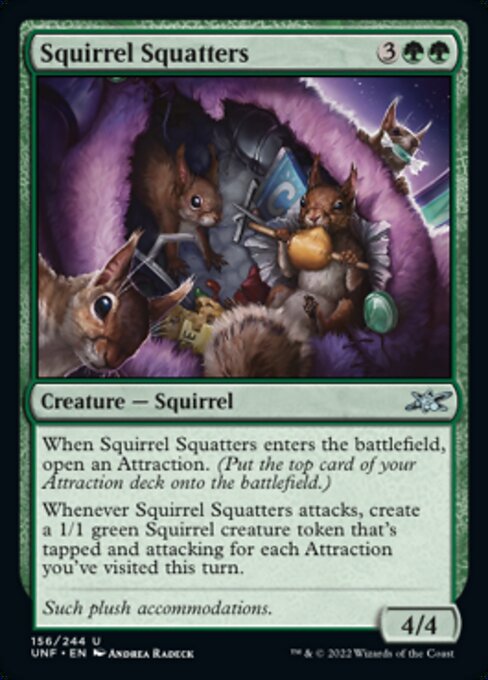 Squirrel Squatters 3
Creature — Squirrel
When Squirrel Squatters enters the battlefield,
open an Attraction. (Put the top card of your
Attraction deck onto the battlefield.)
Whenever Squirrel Squatters attacks, create
a 1/1 green Squirrel creature token that's
tapped and attacking for each Attraction
you've visited this turn.
Such plush accommodations.
4/4
156/244 U
UNF • EN Andrea Radeck
™ & © 2022 Wizards of the Coast